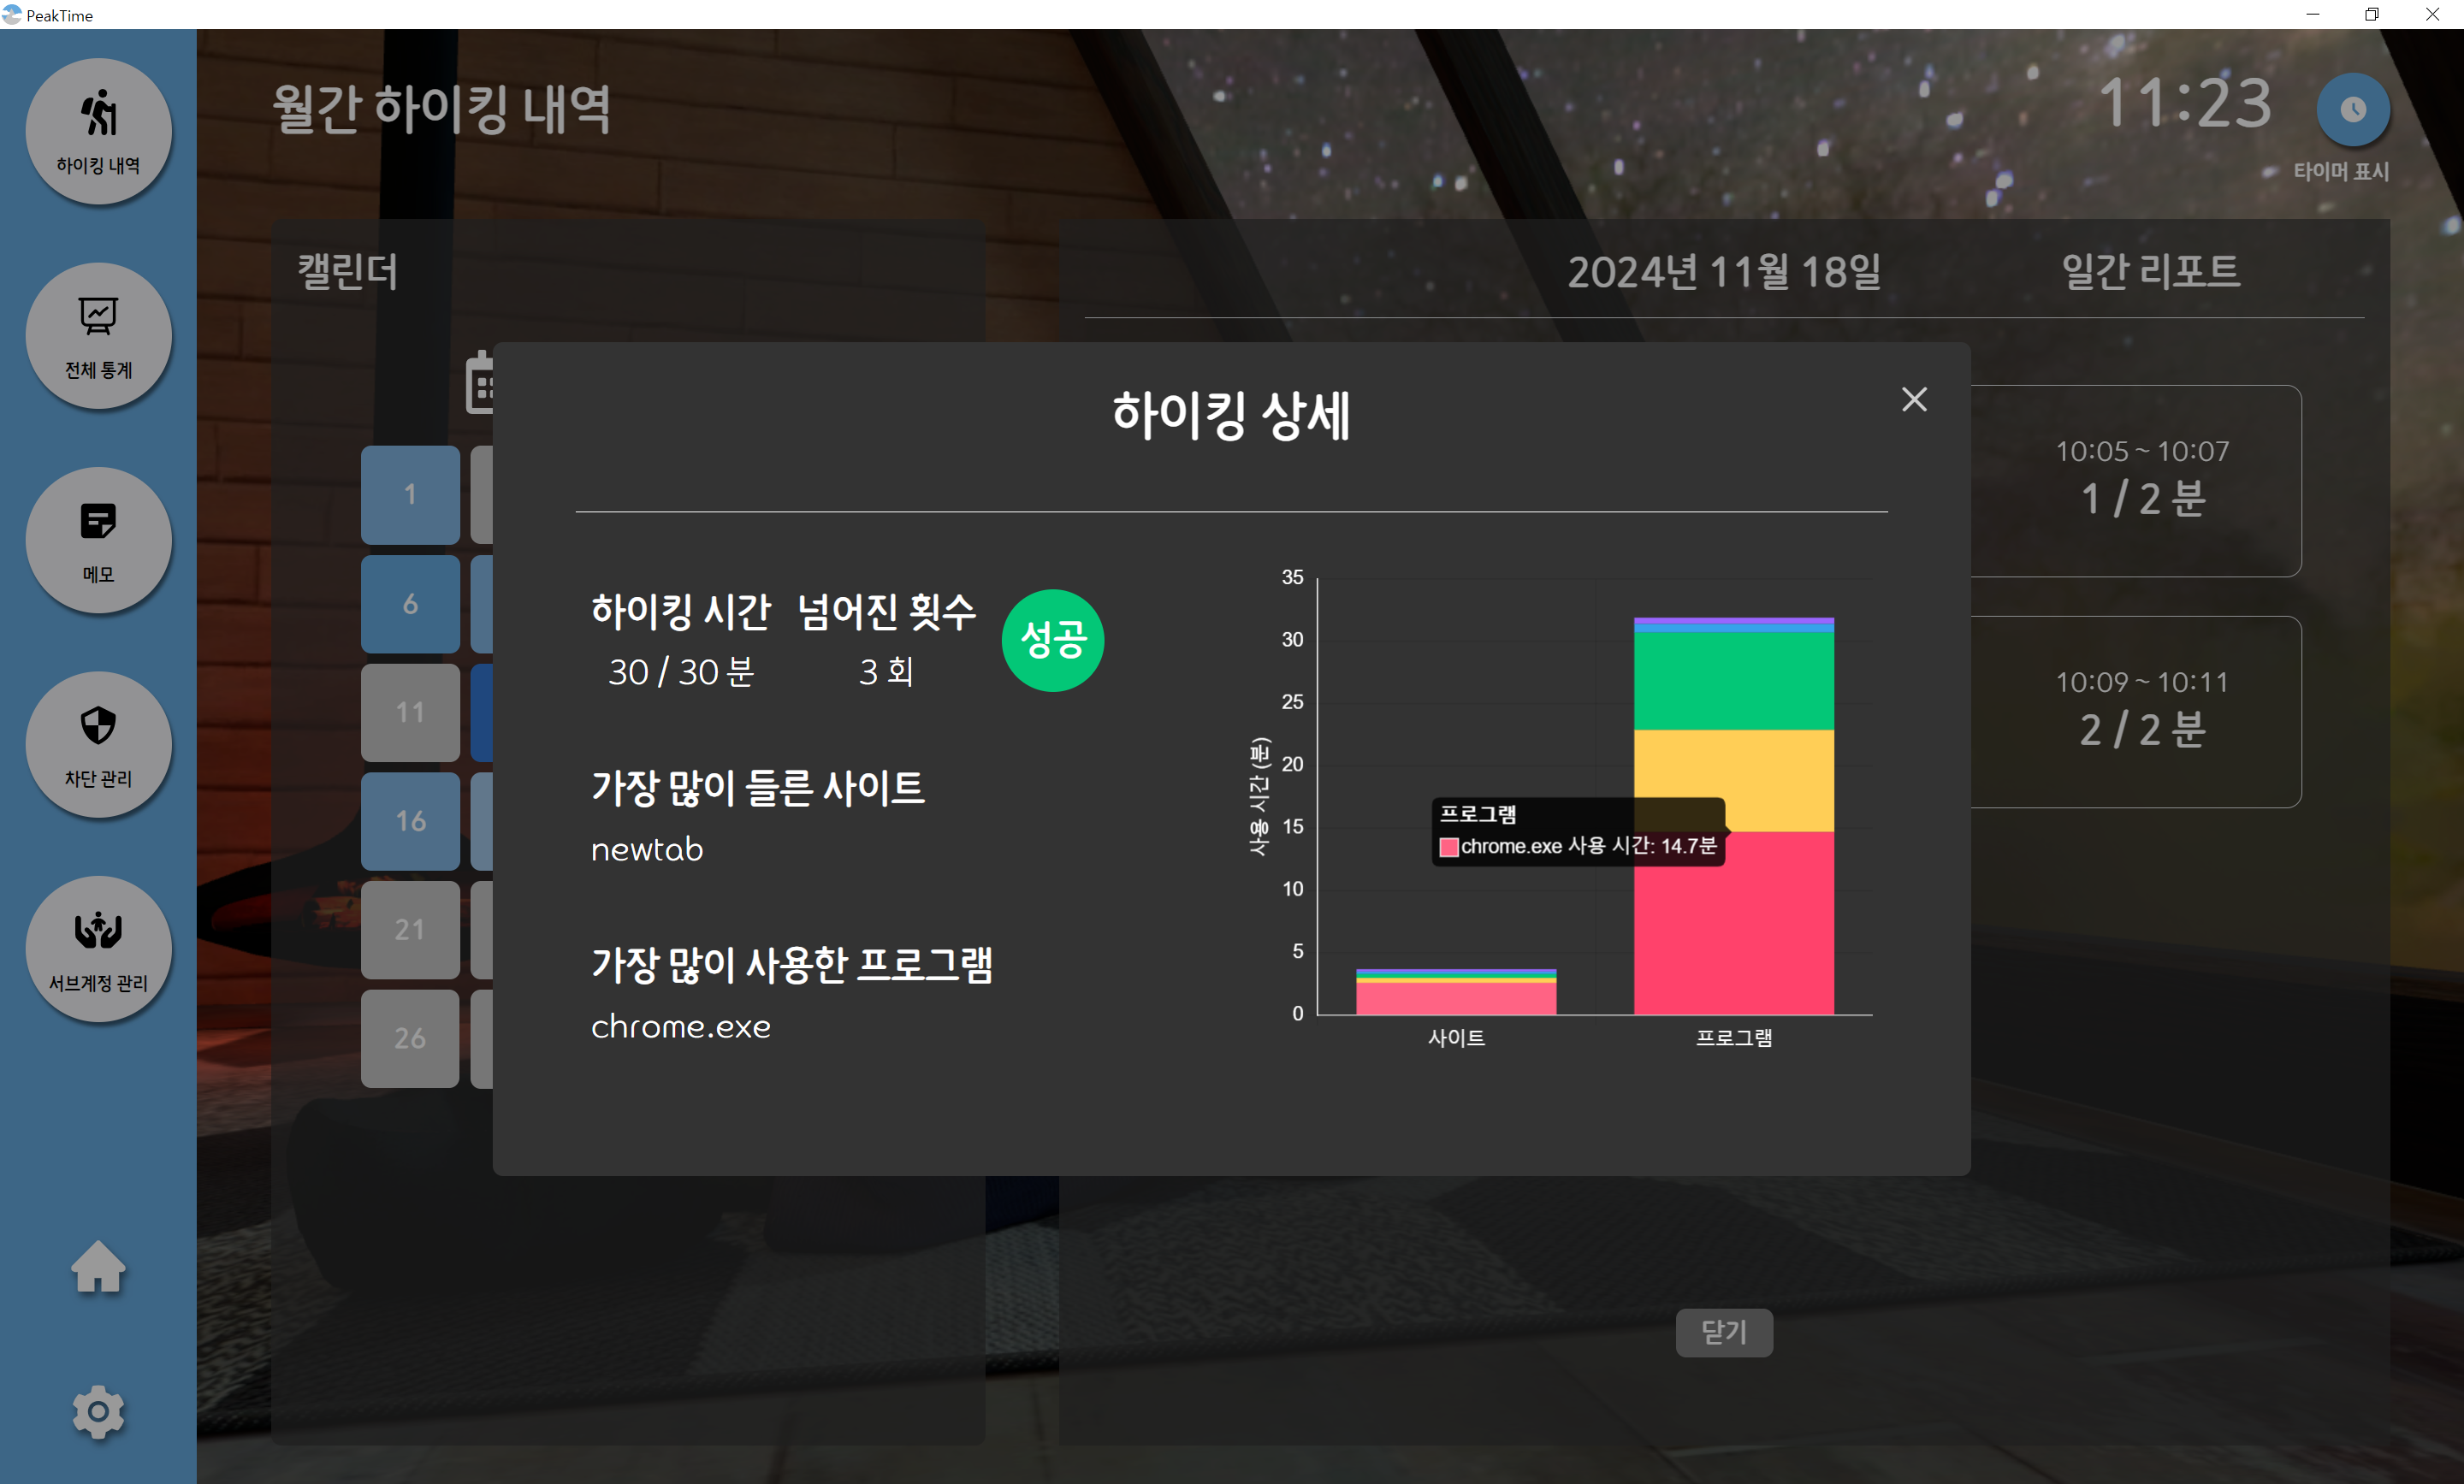 PeakTime
하이킹 내역
전체 통계
메모
차단 관리
서브계정 관리
월간 하이킹 내역
11:23
타이머 표시
캘린더
1
6
11
16
21
26
2024년 11월 18일
일간 리포트
10:05 ~ 10:07
1 / 2 분
10:09 ~ 10:11
2 / 2 분
하이킹 상세
하이킹 시간
넘어진 횟수
성공
30 / 30 분
3 회
가장 많이 들른 사이트
newtab
가장 많이 사용한 프로그램
chrome.exe
사용 시간 (분)
35
30
25
20
15
10
5
0
프로그램
chrome.exe 사용 시간: 14.7분
사이트
프로그램
닫기